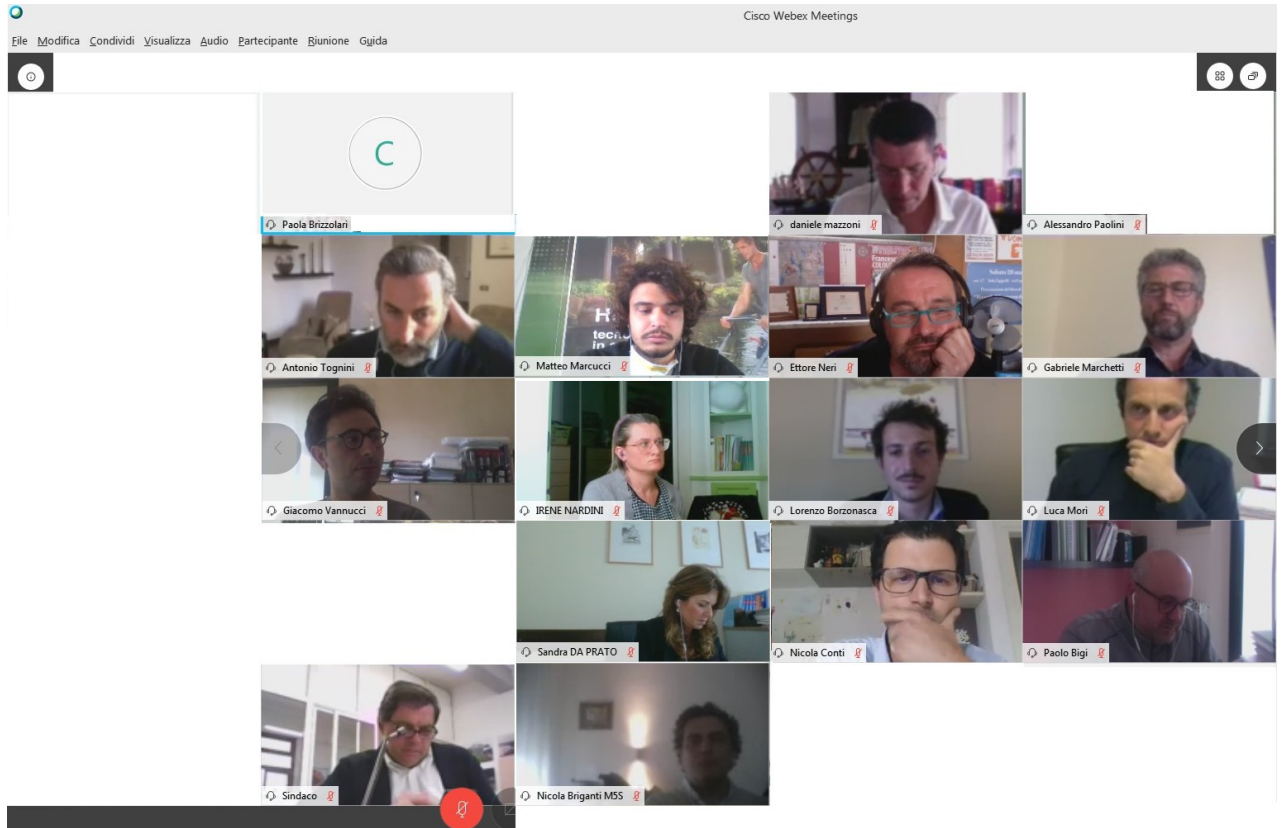 Cisco Webex Meetings
File Modifica Condividi Visualizza Audio Partecipante Riunione Guida
C
Paola Brizzolari
daniele mazzoni
Alessandro Paolini
Antonio Tognini
Matteo Marcucci
Ettore Neri
Gabriele Marchetti
Giacomo Vannucci
IRENE NARDINI
Lorenzo Borzonasca
Luca Mori
Sandra DA PRATO
Nicola Conti
Paolo Bigi
Sindaco
Nicola Briganti M5S